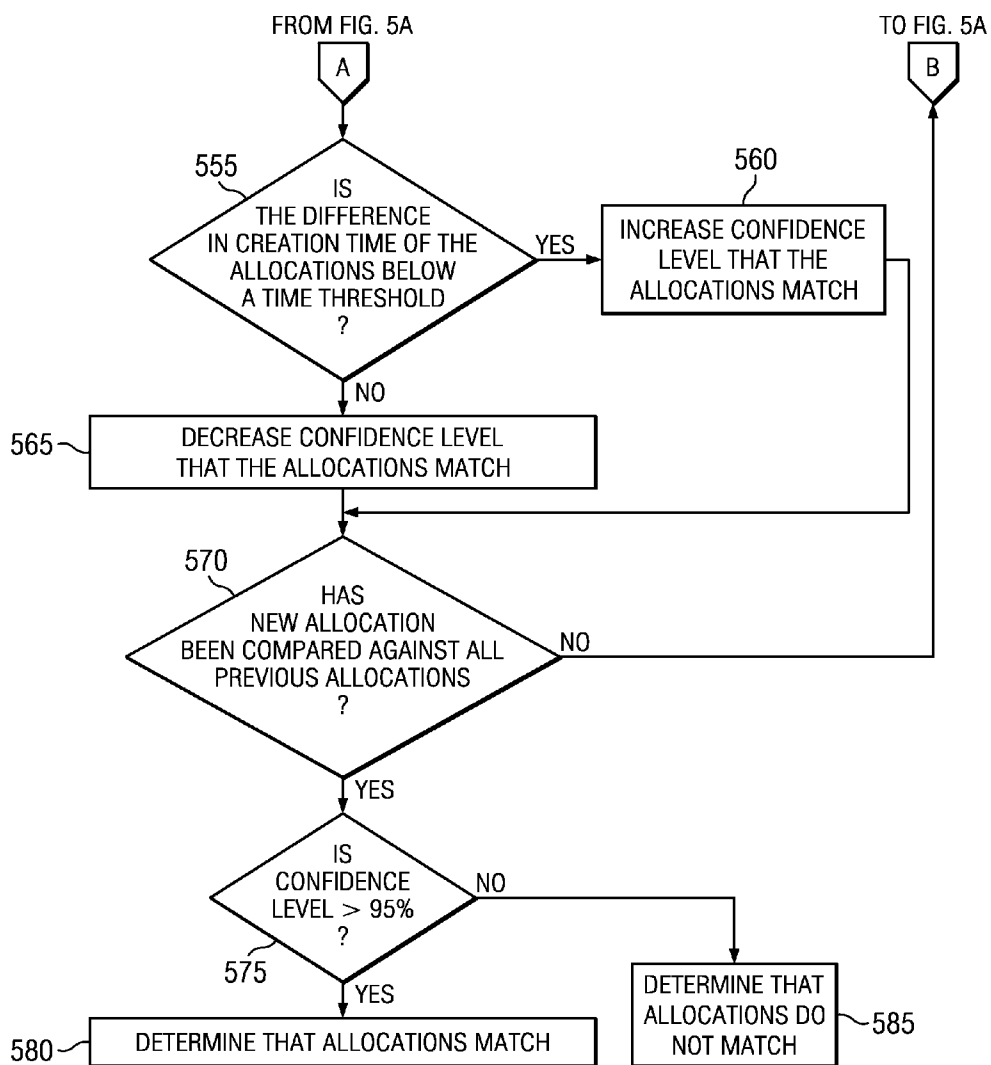 FROM FIG. 5A
TO FIG. 5A
A
B
555
IS
THE DIFFERENCE
IN CREATION TIME OF THE
ALLOCATIONS BELOW
A TIME THRESHOLD
?
YES
560
INCREASE CONFIDENCE
LEVEL THAT THE
ALLOCATIONS MATCH
NO
565
DECREASE CONFIDENCE LEVEL
THAT THE ALLOCATIONS MATCH
570
HAS
NEW ALLOCATION
BEEN COMPARED AGAINST ALL
PREVIOUS ALLOCATIONS
?
NO
YES
IS
CONFIDENCE
LEVEL > 95%
?
NO
575
YES
580
DETERMINE THAT ALLOCATIONS MATCH
DETERMINE THAT
ALLOCATIONS DO
NOT MATCH
585